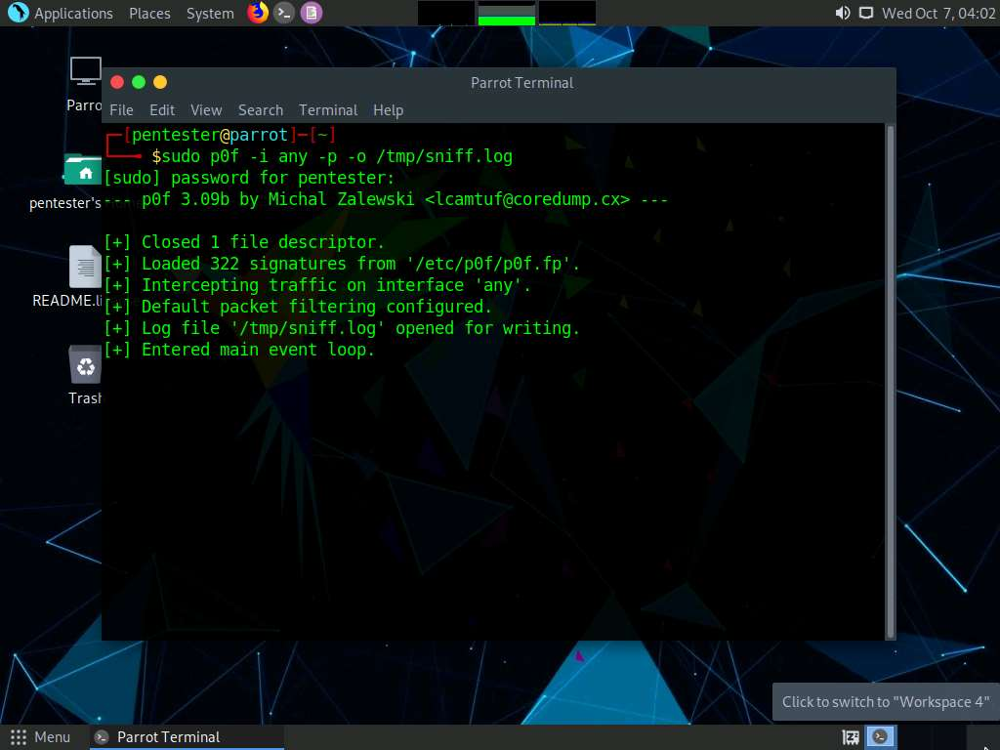 Applications Places System Wed Oct 7, 04:02
Parrot Terminal
File Edit View Search Terminal Help
[pentester@parrot]─[~]
$sudo p0f -i any -p -o /tmp/sniff.log
[sudo] password for pentester:
--- p0f 3.09b by Michal Zalewski <lcamtuf@coredump.cx> ---
[+] Closed 1 file descriptor.
[+] Loaded 322 signatures from '/etc/p0f/p0f.fp'.
[+] Intercepting traffic on interface 'any'.
[+] Default packet filtering configured.
[+] Log file '/tmp/sniff.log' opened for writing.
[+] Entered main event loop.
Parro
pentester's
README.li
Trash
Click to switch to "Workspace 4"
Menu Parrot Terminal